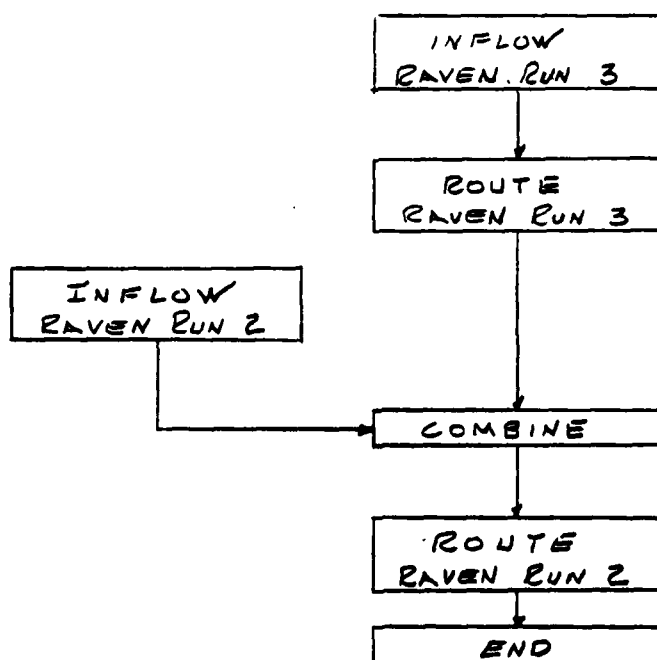 INFLOW
RAVEN. RUN 3
ROUTE
RAVEN RUN 3
INFLOW
RAVEN RUN 2
COMBINE
ROUTE
RAVEN RUN 2
END